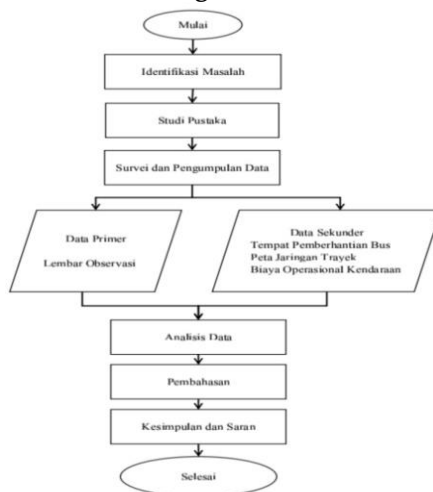 Mulai
Identifikasi Masalah
Studi Pustaka
Survei dan Pengumpulan Data
Data Primer
Lembar Observasi
Data Sekunder
Tempat Pemberhentian Bus
Peta Jaringan Trayek
Biaya Operasional Kendaraan
Analisis Data
Pembahasan
Kesimpulan dan Saran
Selesai